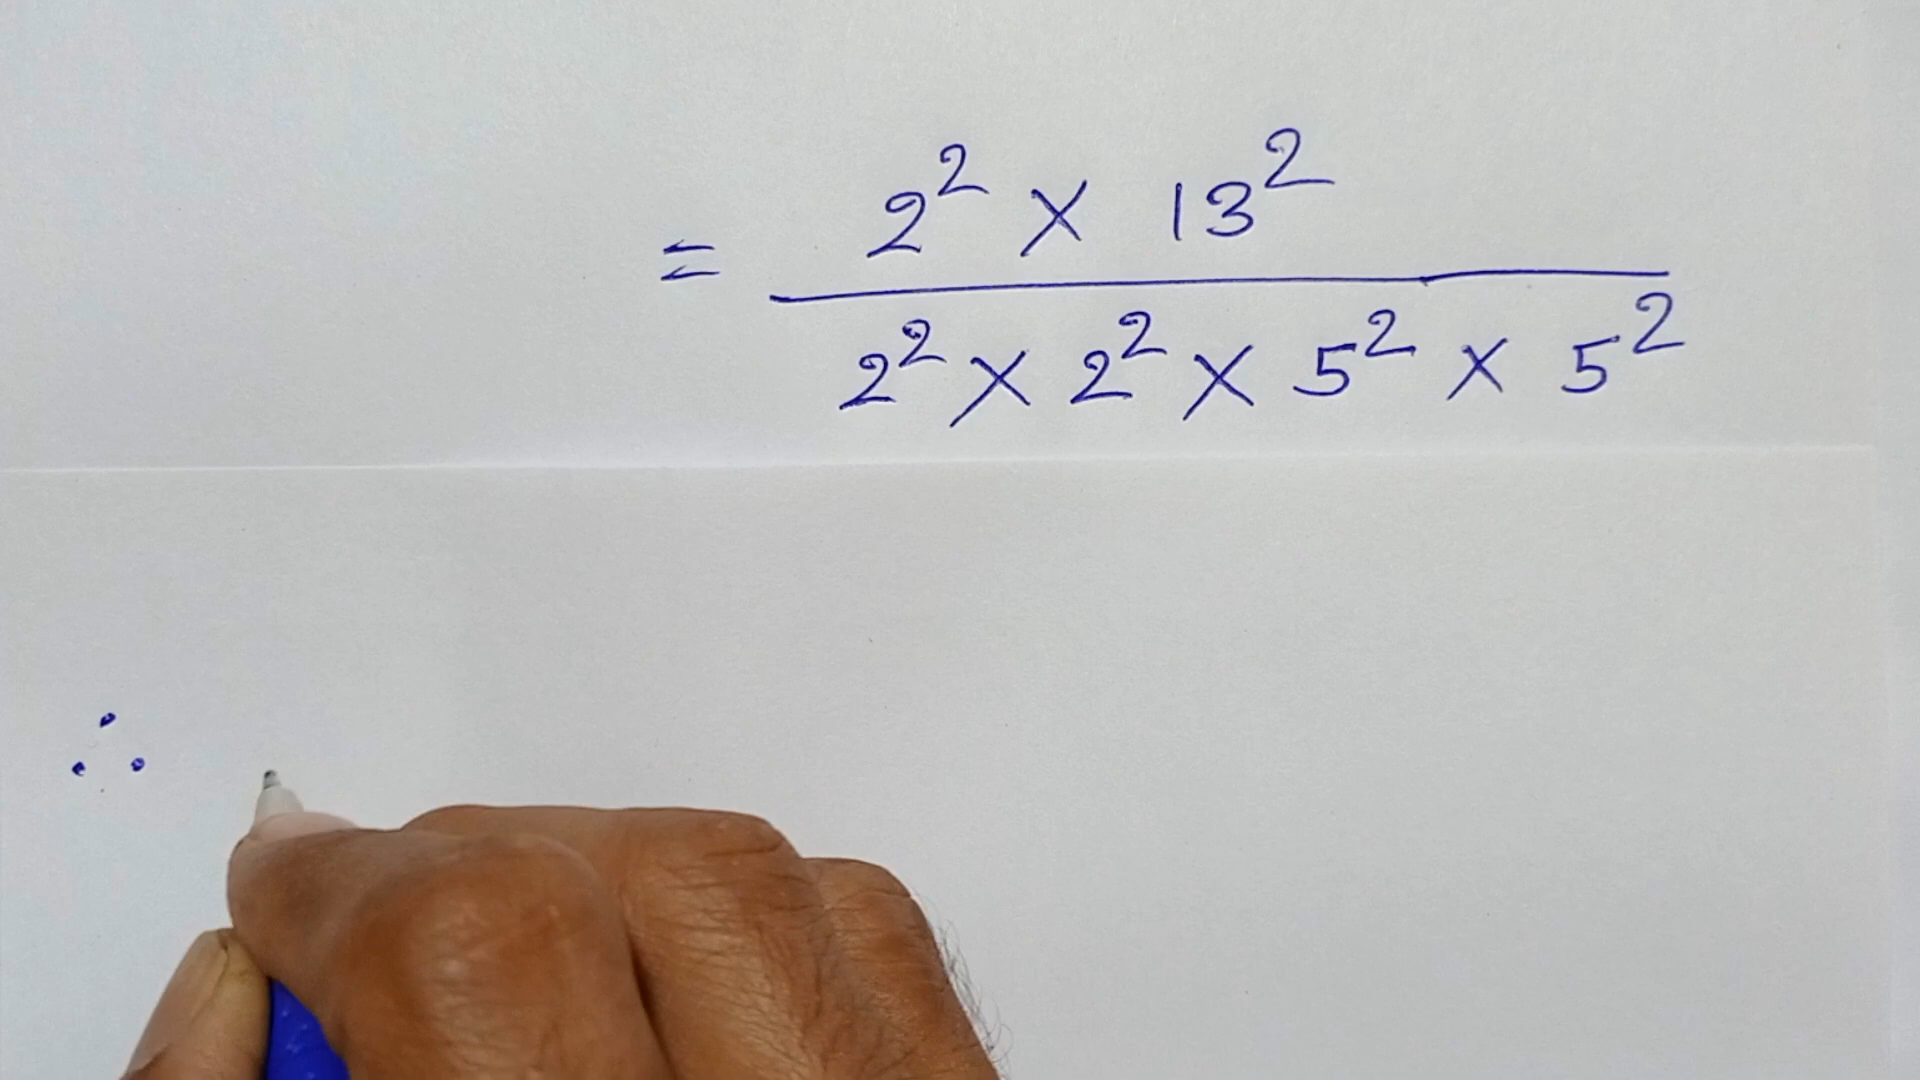 = 2² × 13²
2² × 2² × 5² × 5²
∴